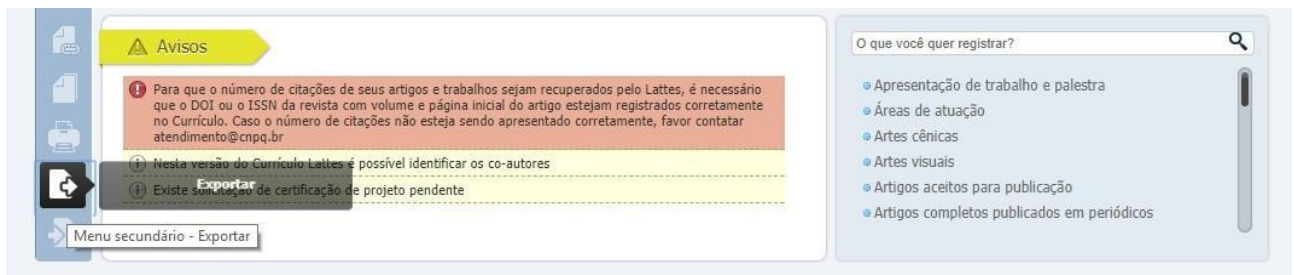 Avisos
Para que o número de citações de seus artigos e trabalhos sejam recuperados pelo Lattes, é necessário
que o DOI ou o ISSN da revista com volume e página inicial do artigo estejam registrados corretamente
no Currículo. Caso o número de citações não esteja sendo apresentado corretamente, favor contatar
atendimento@cnpq.br
Nesta versão do Currículo Lattes é possível identificar os co-autores
Existe solicitação de certificação de projeto pendente
Exportar
Menu secundário - Exportar
O que você quer registrar?
Apresentação de trabalho e palestra
Áreas de atuação
Artes cênicas
Artes visuais
Artigos aceitos para publicação
Artigos completos publicados em periódicos